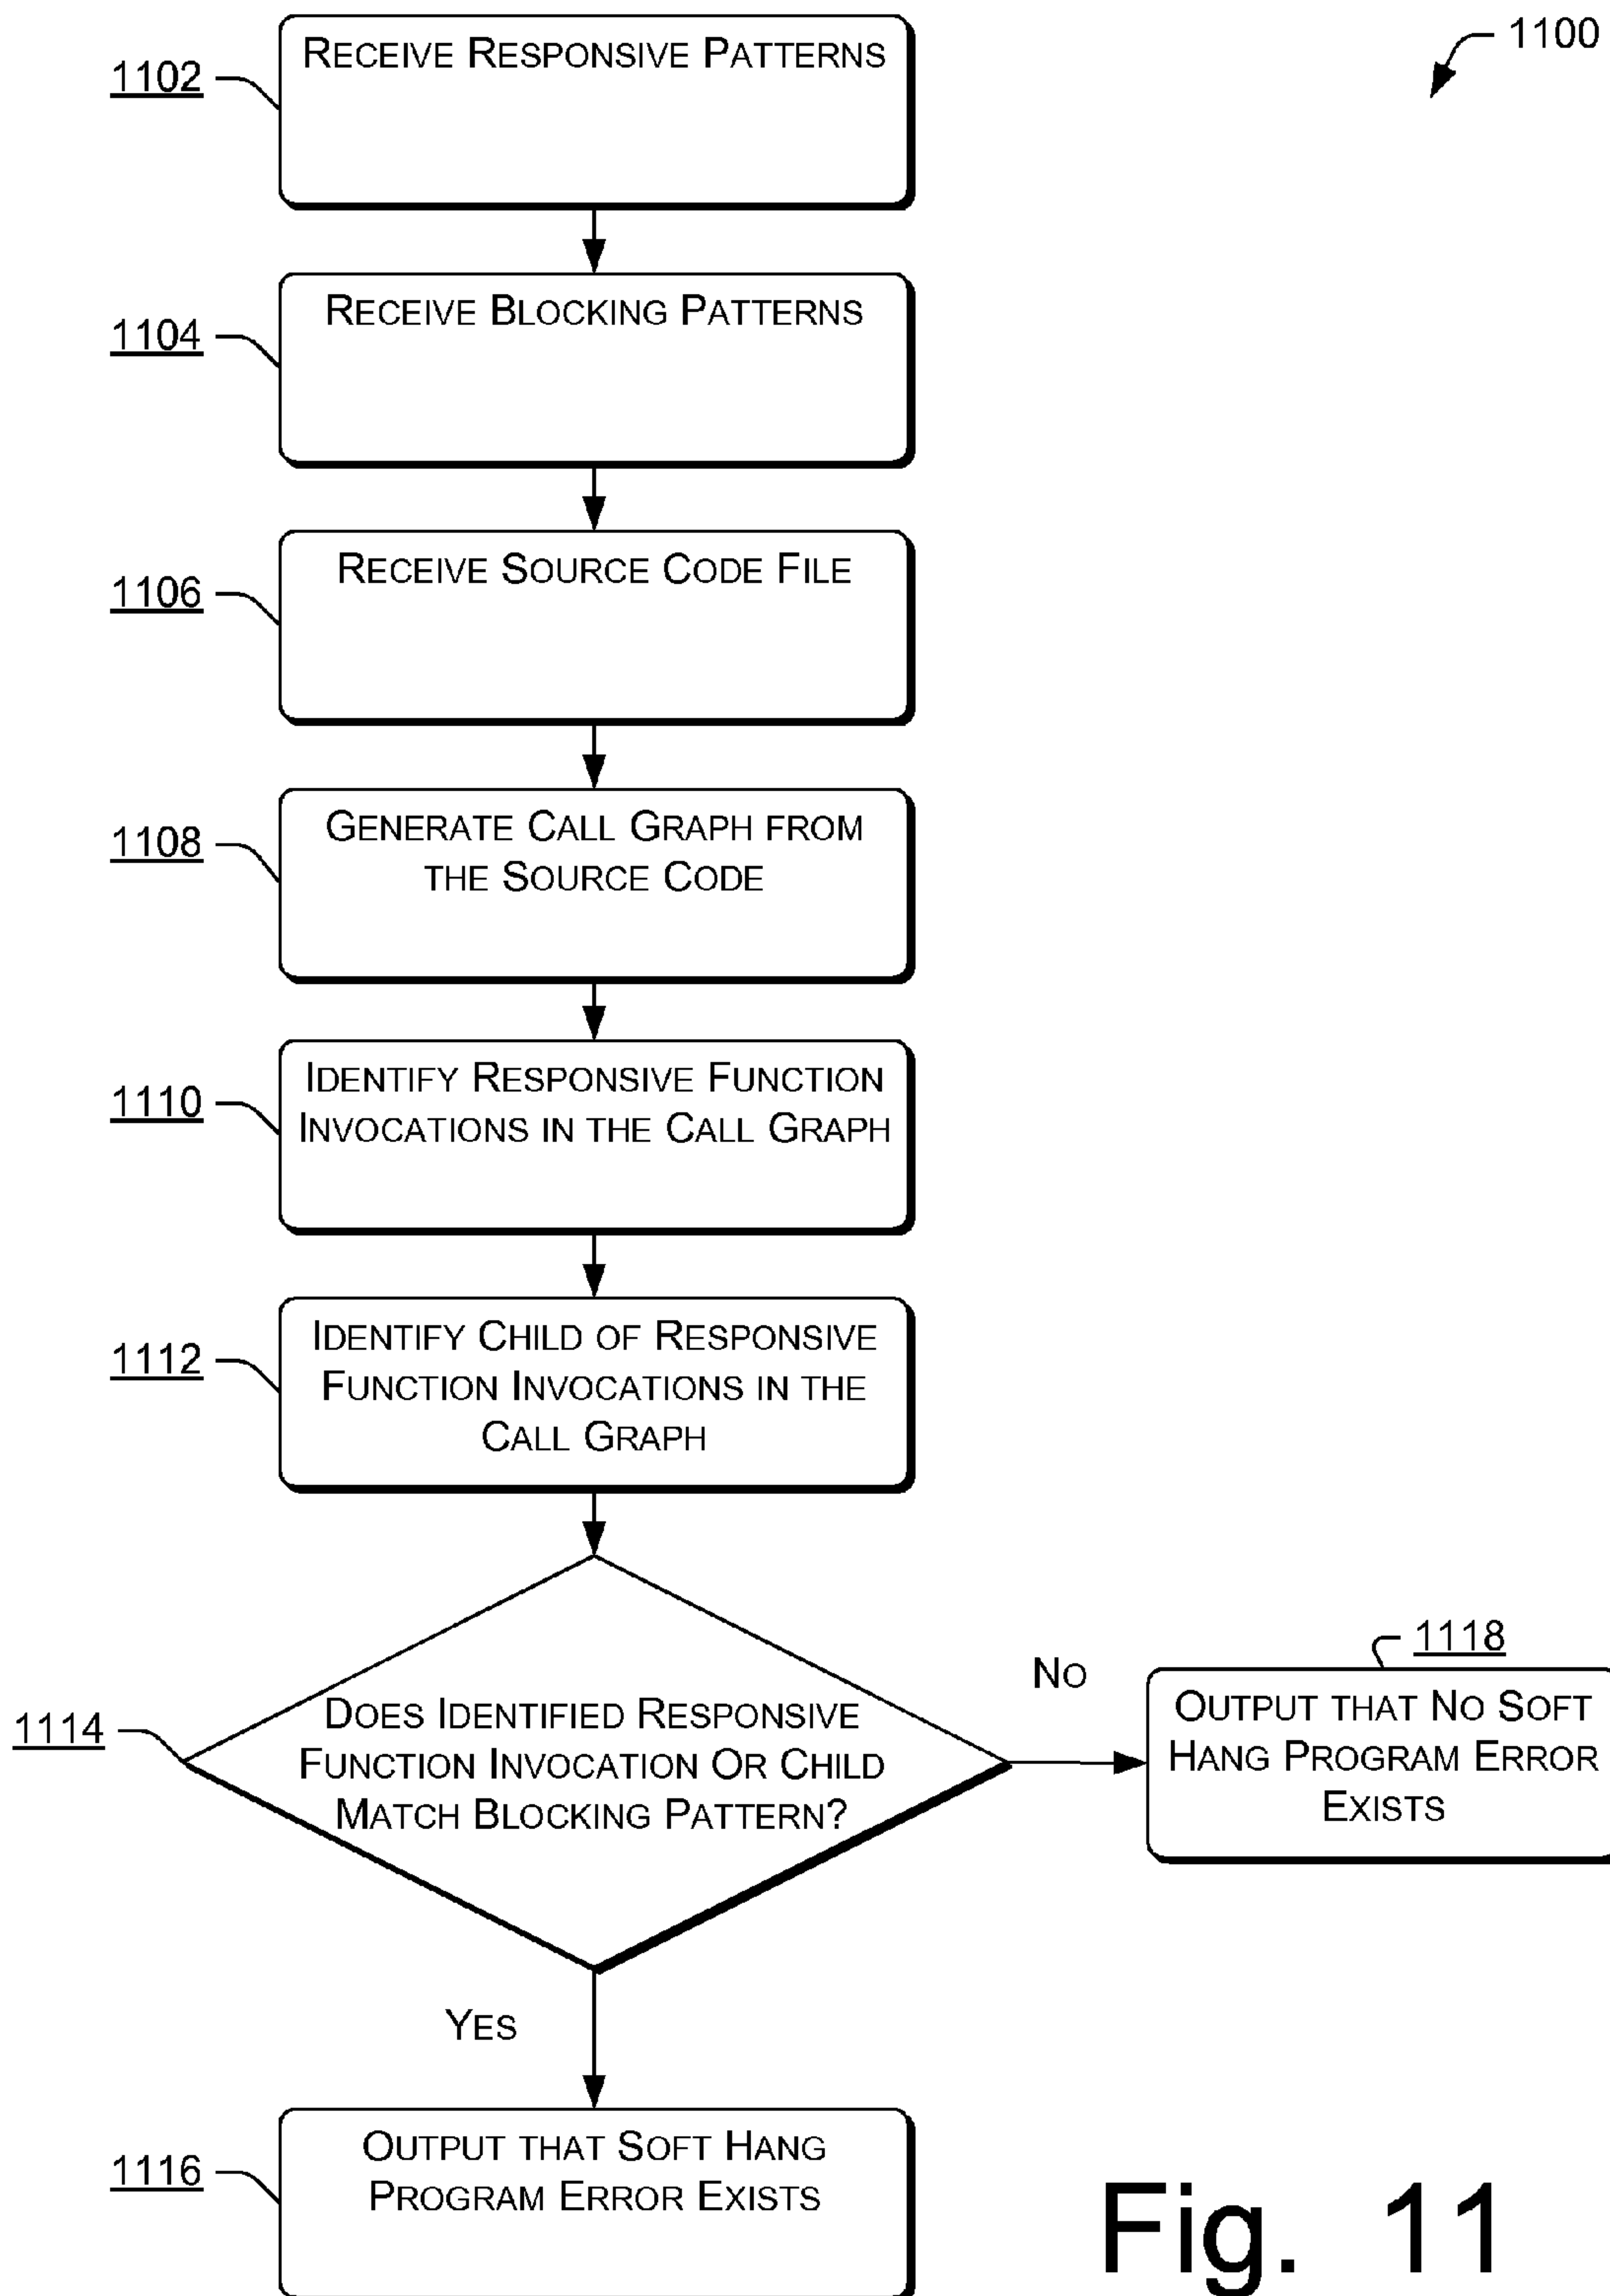 1100
1102
Receive Responsive Patterns
1104
Receive Blocking Patterns
1106
Receive Source Code File
1108
Generate Call Graph from
the Source Code
1110
Identify Responsive Function
Invocations in the Call Graph
1112
Identify Child of Responsive
Function Invocations in the
Call Graph
1114
Does Identified Responsive
Function Invocation Or Child
Match Blocking Pattern?
No
1118
Output that No Soft
Hang Program Error
Exists
Yes
1116
Output that Soft Hang
Program Error Exists
Fig. 11